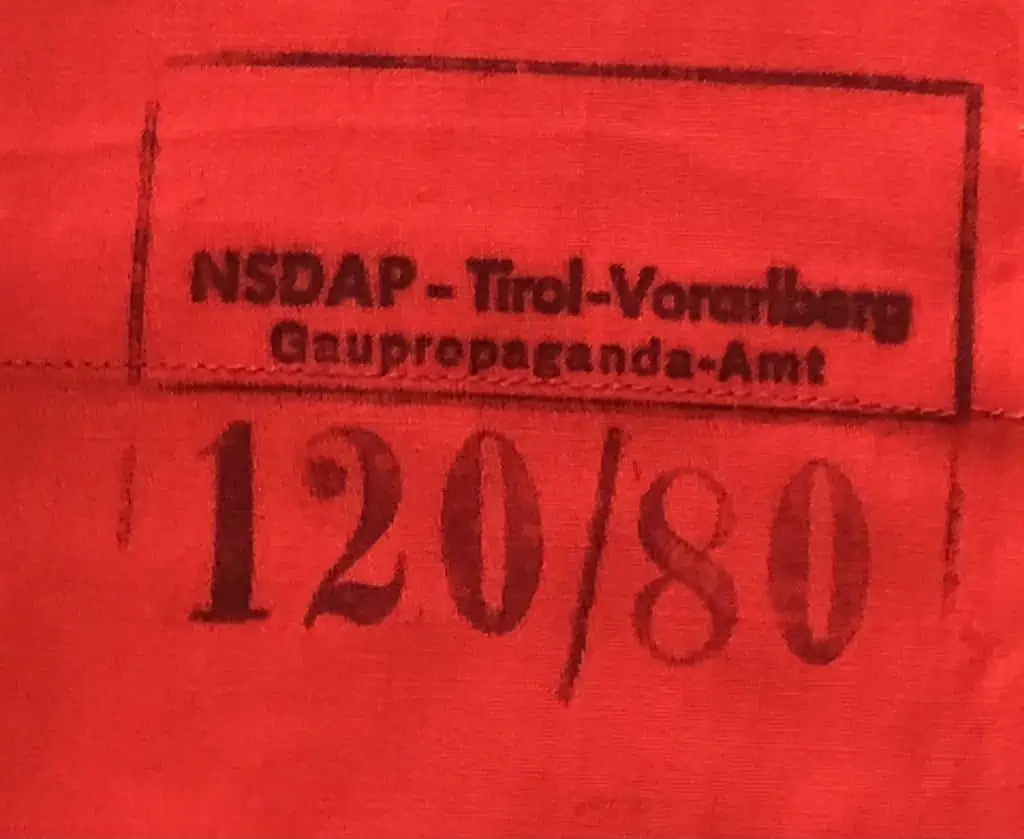 NSDAP - Tirol-Vorarlberg
Gaupropaganda-Amt
120/80